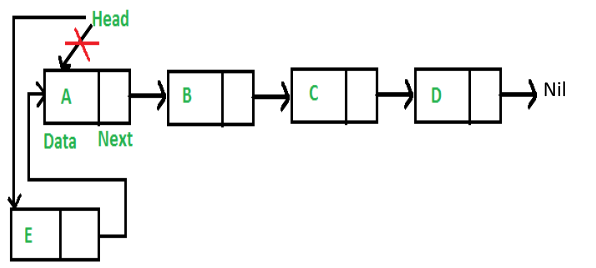 Head
A B C D Nil
Data Next
E